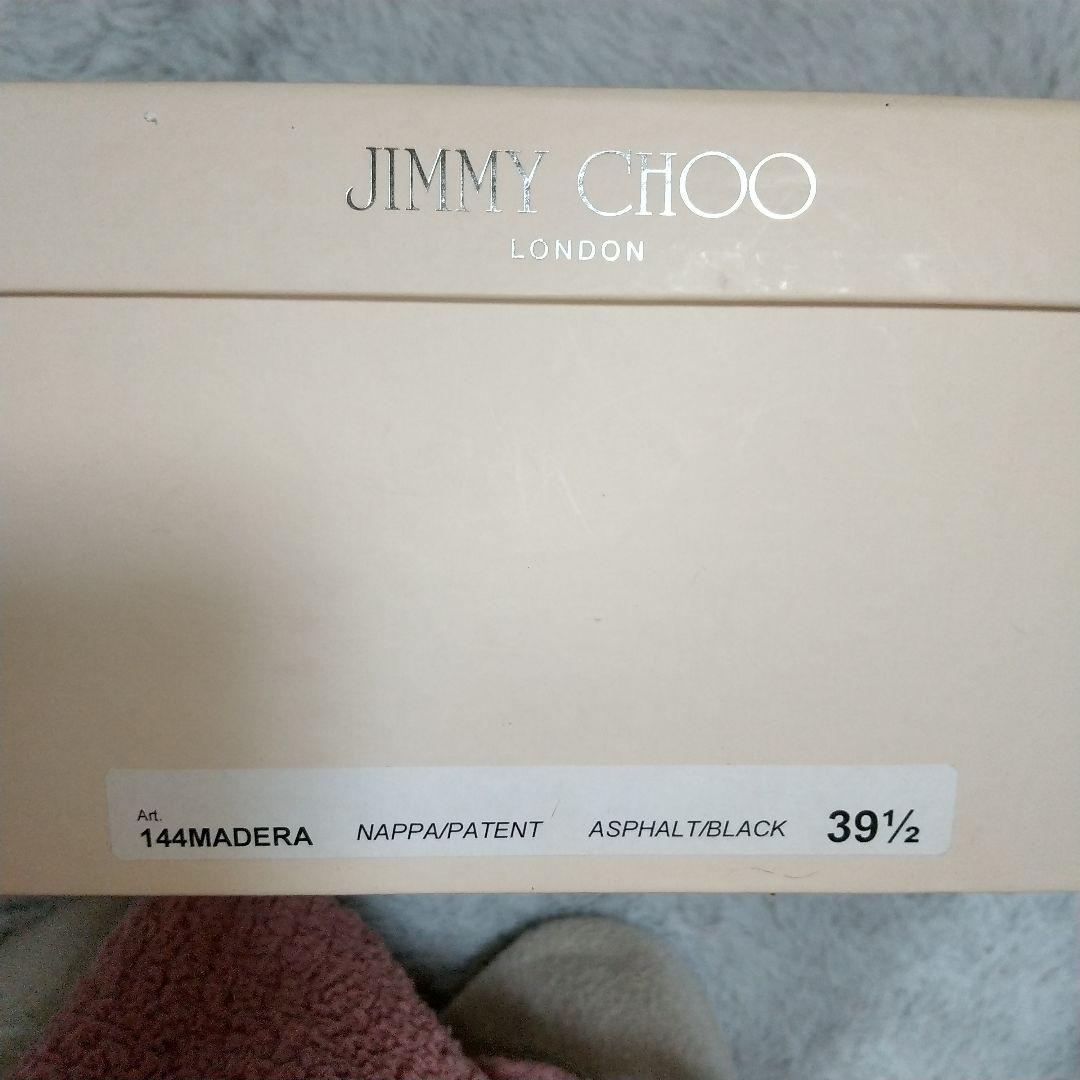 JIMMY CHOO
LONDON
Art.
144MADERA NAPPA/PATENT ASPHALT/BLACK 39½